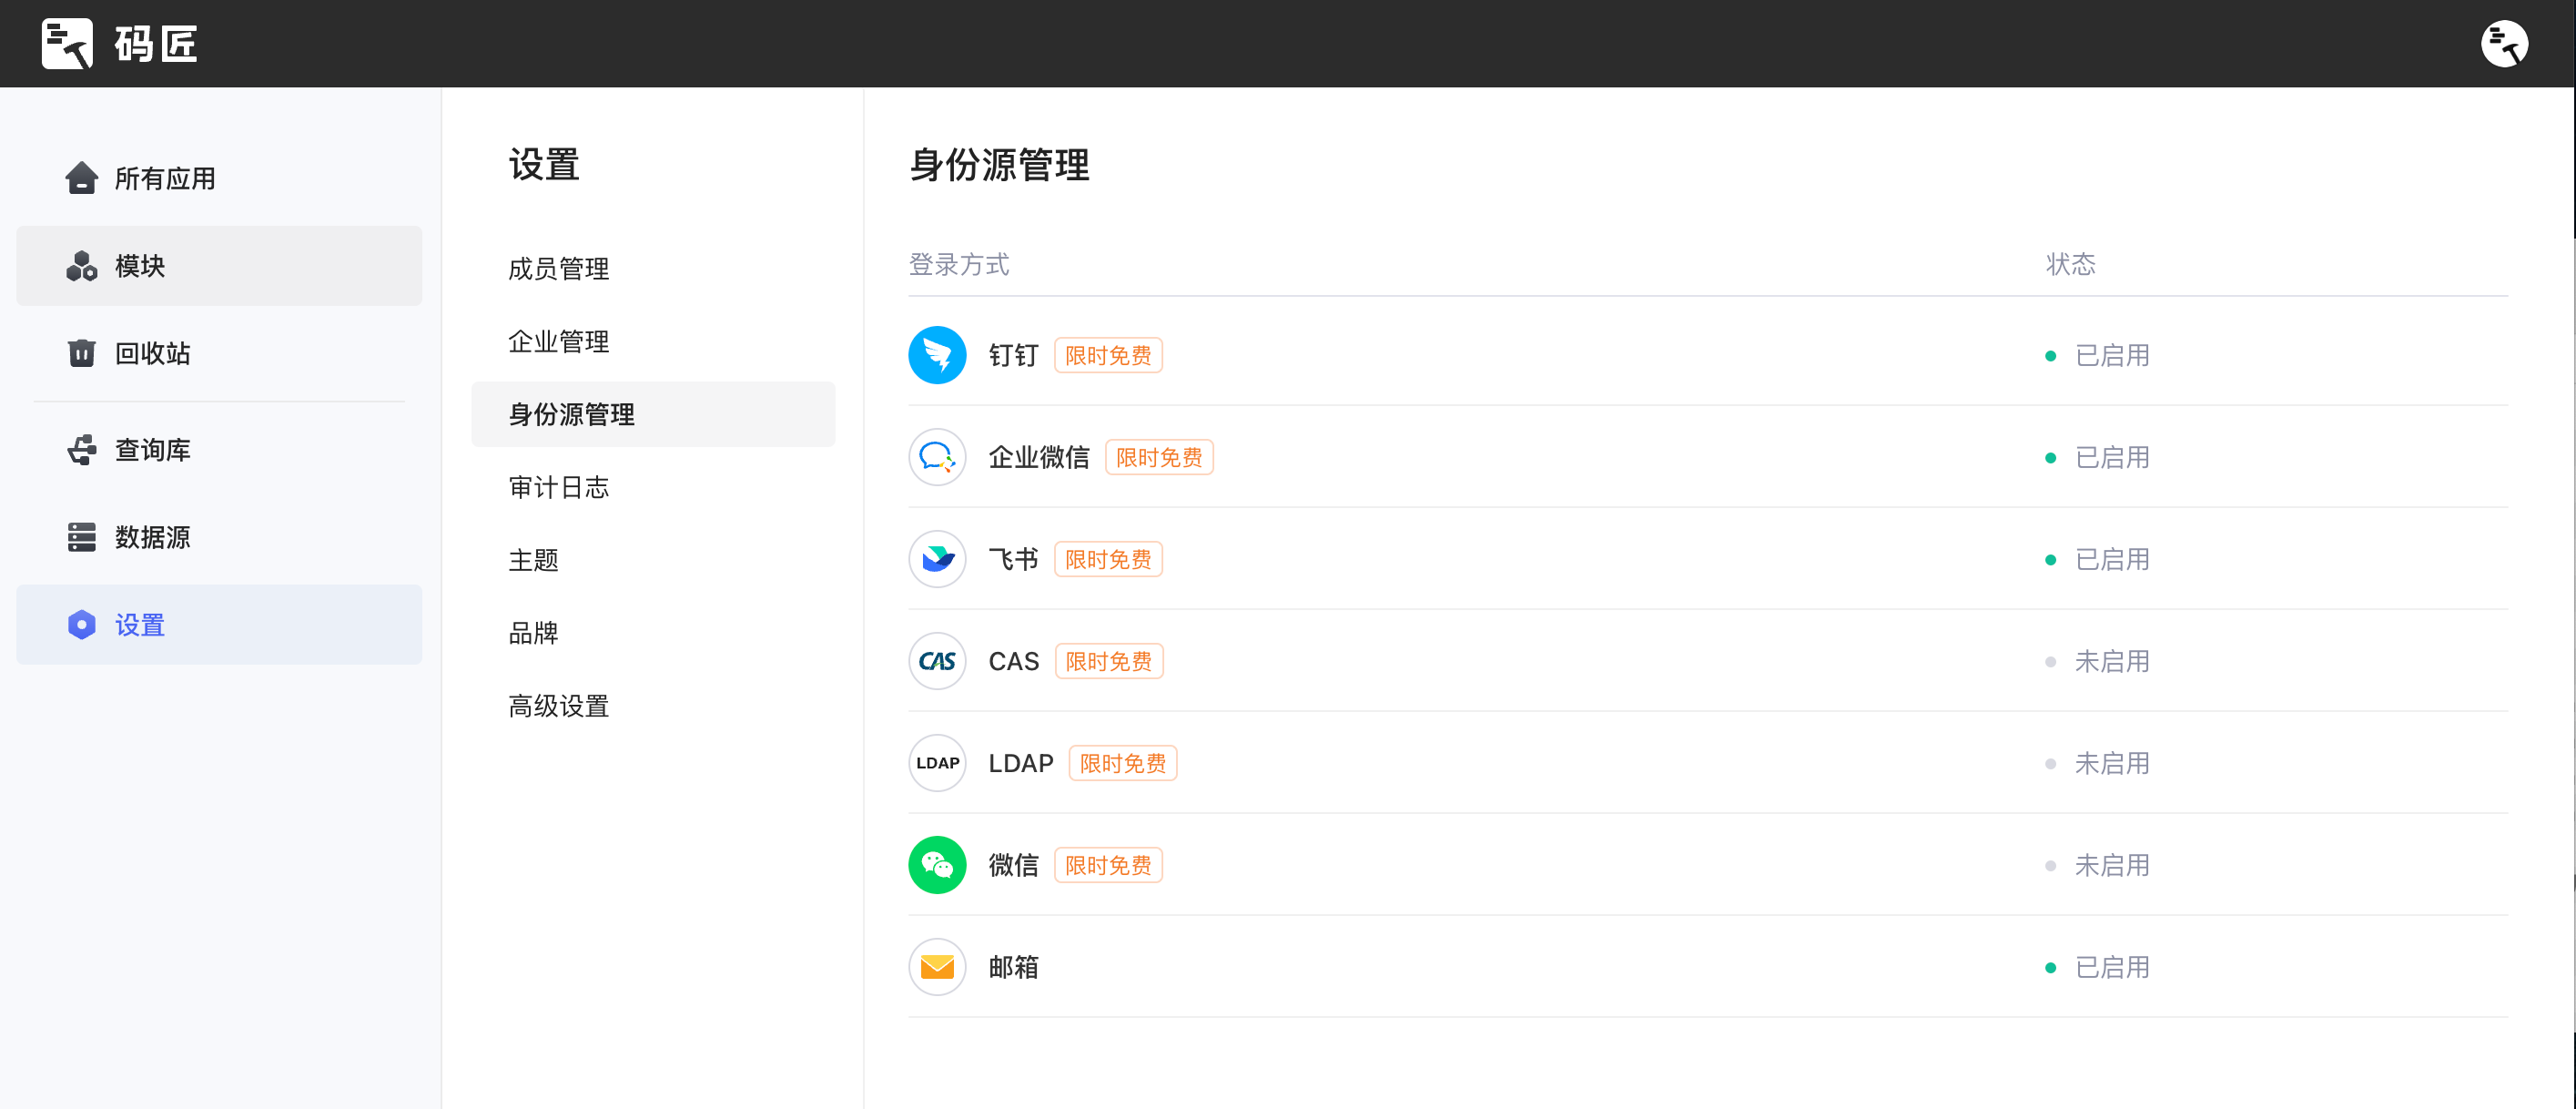 码匠
所有应用
模块
回收站
查询库
数据源
设置
设置
成员管理
企业管理
身份源管理
审计日志
主题
品牌
高级设置
身份源管理
登录方式 状态
钉钉 限时免费 已启用
企业微信 限时免费 已启用
飞书 限时免费 已启用
CAS CAS 限时免费 未启用
LDAP LDAP 限时免费 未启用
微信 限时免费 未启用
邮箱 已启用